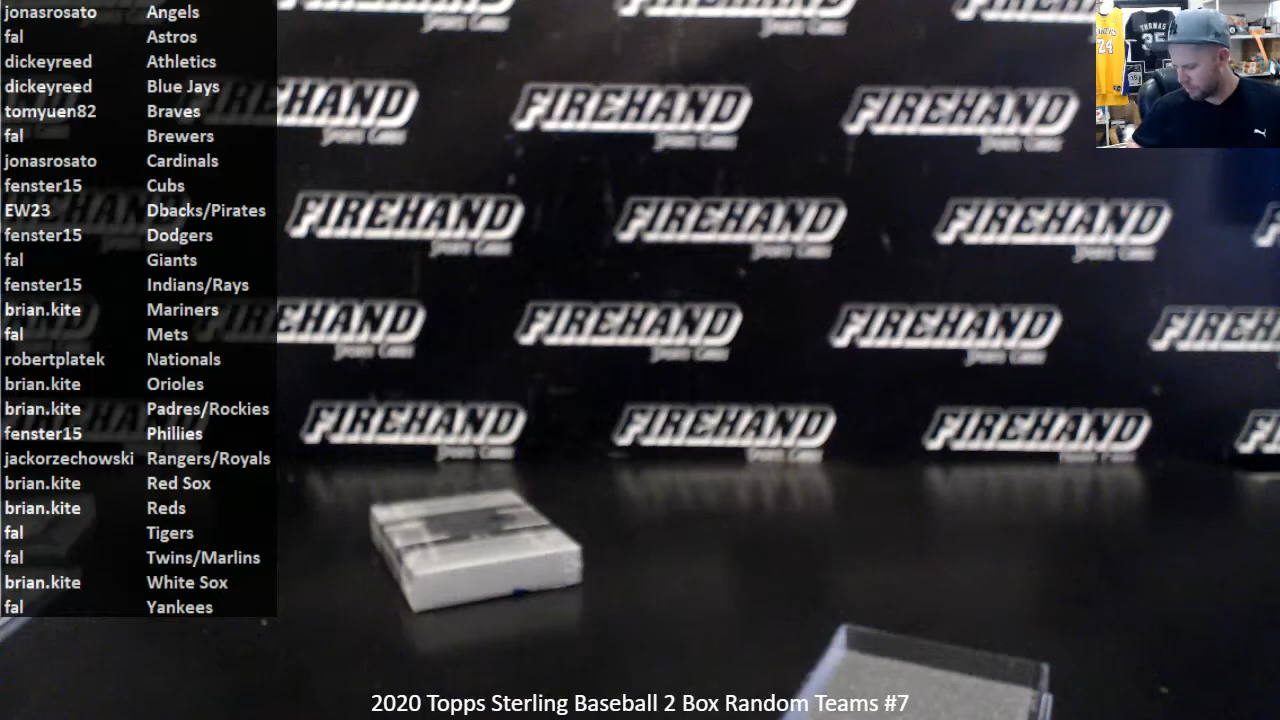 jonasrosato Angels
fal Astros
dickeyreed Athletics
dickeyreed Blue Jays
tomyuen82 Braves
fal Brewers
jonasrosato Cardinals
fenster15 Cubs
EW23 Dbacks/Pirates
fenster15 Dodgers
fal Giants
fenster15 Indians/Rays
brian.kite Mariners
fal Mets
robertplatek Nationals
brian.kite Orioles
brian.kite Padres/Rockies
fenster15 Phillies
jackorzechowski Rangers/Royals
brian.kite Red Sox
brian.kite Reds
fal Tigers
fal Twins/Marlins
brian.kite White Sox
fal Yankees
FIREHAND
FIREHAND
FIREHAND
FIREHAND
FIREHAND
FIREHAND
FIREHAND
FIREHAND
FIREHAND
FIREHAND
FIREHAND
THOMAS
35
24
2020 Topps Sterling Baseball 2 Box Random Teams #7